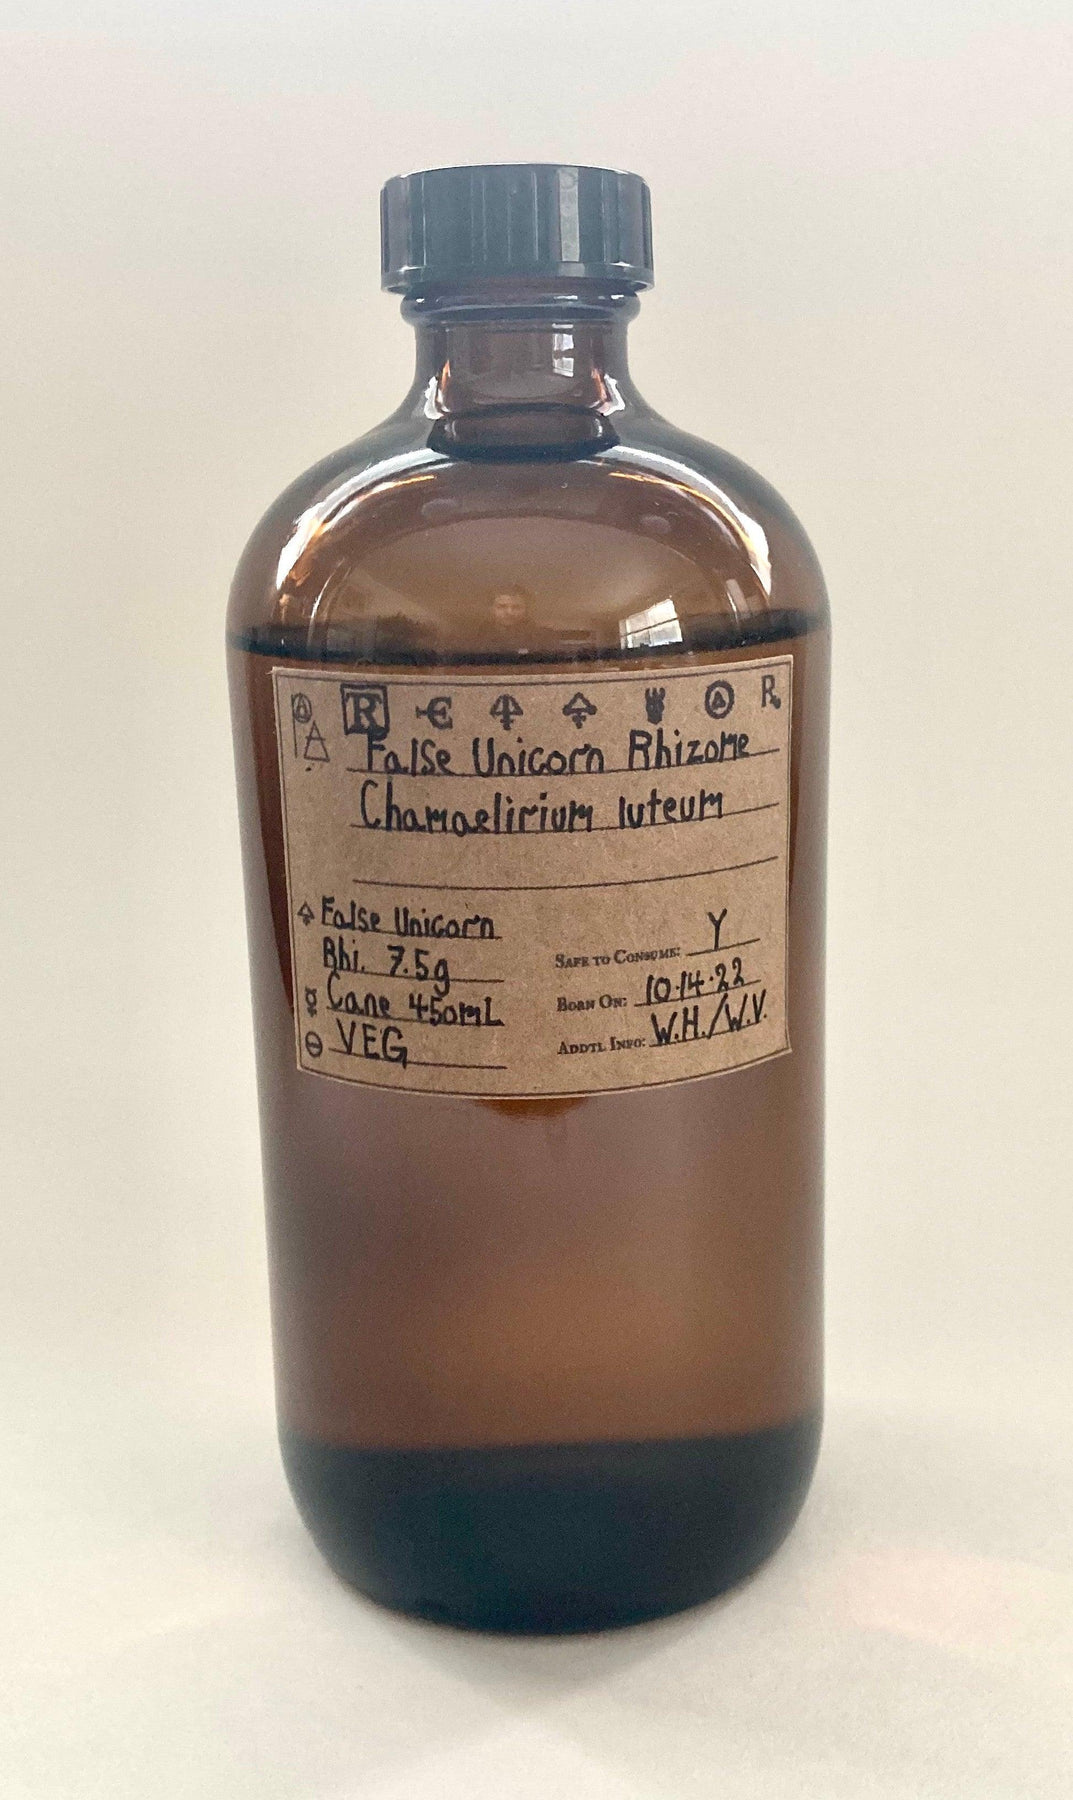 R
False Unicorn Rhizome
Chamaelirium luteum
False Unicorn
Rhi. 7.5g
Cane 450mL
VEG
Safe to Consume: Y
Born On: 10·14·22
Addtl Info: W.H./W.V.